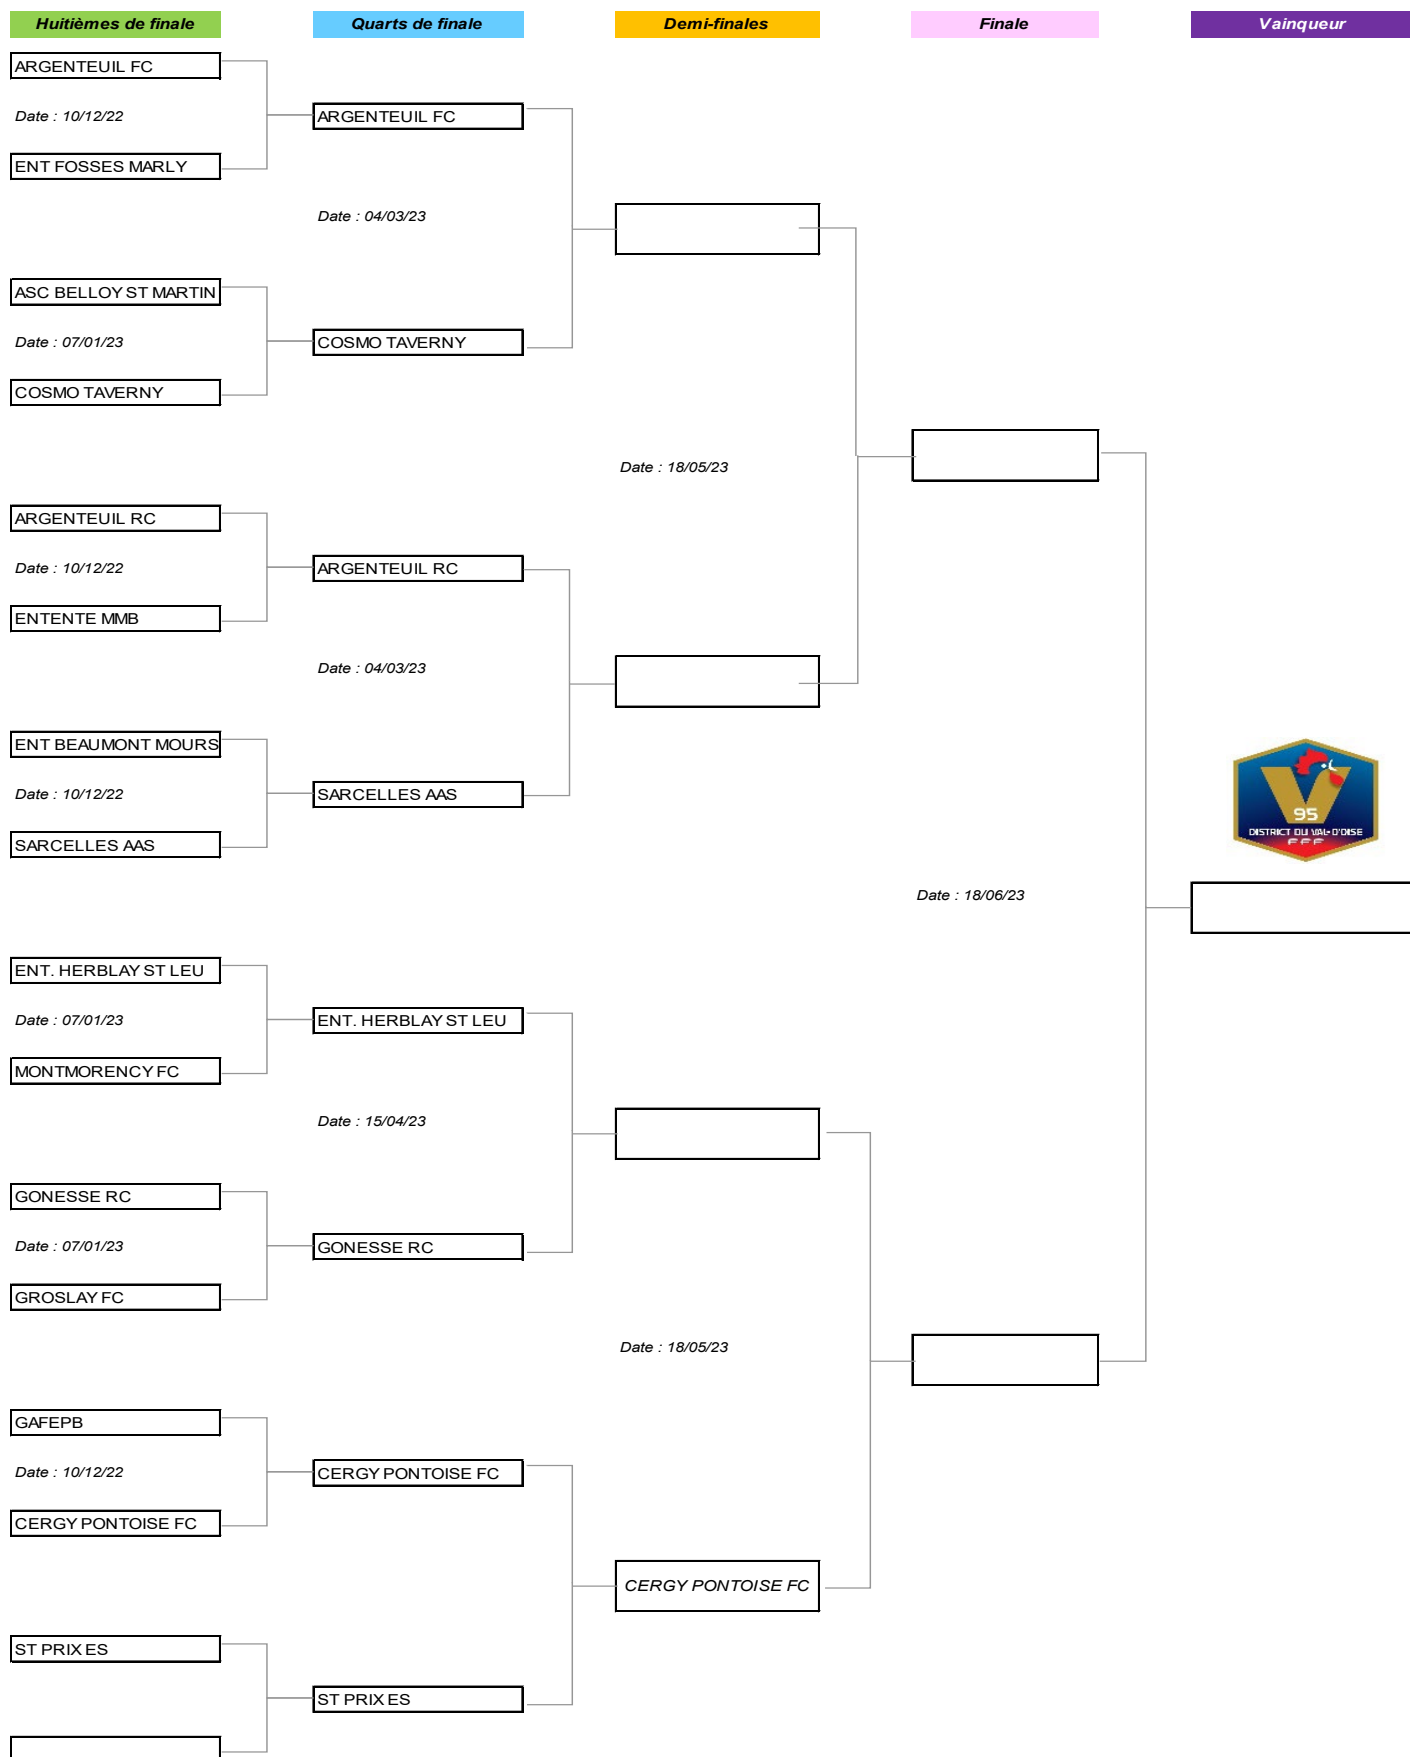 Huitièmes de finale
Quarts de finale
Demi-finales
Finale
Vainqueur
ARGENTEUIL FC
Date : 10/12/22
ARGENTEUIL FC
ENT FOSSES MARLY
Date : 04/03/23
ASC BELLOY ST MARTIN
Date : 07/01/23
COSMO TAVERNY
COSMO TAVERNY
Date : 18/05/23
ARGENTEUIL RC
Date : 10/12/22
ARGENTEUIL RC
ENTENTE MMB
Date : 04/03/23
ENT BEAUMONT MOURS
Date : 10/12/22
SARCELLES AAS
SARCELLES AAS
95
DISTRICT DU VAL-D'OISE
FFF
Date : 18/06/23
ENT. HERBLAY ST LEU
Date : 07/01/23
ENT. HERBLAY ST LEU
MONTMORENCY FC
Date : 15/04/23
GONESSE RC
Date : 07/01/23
GONESSE RC
GROSLAY FC
Date : 18/05/23
GAFEPB
Date : 10/12/22
CERGY PONTOISE FC
CERGY PONTOISE FC
CERGY PONTOISE FC
ST PRIX ES
ST PRIX ES